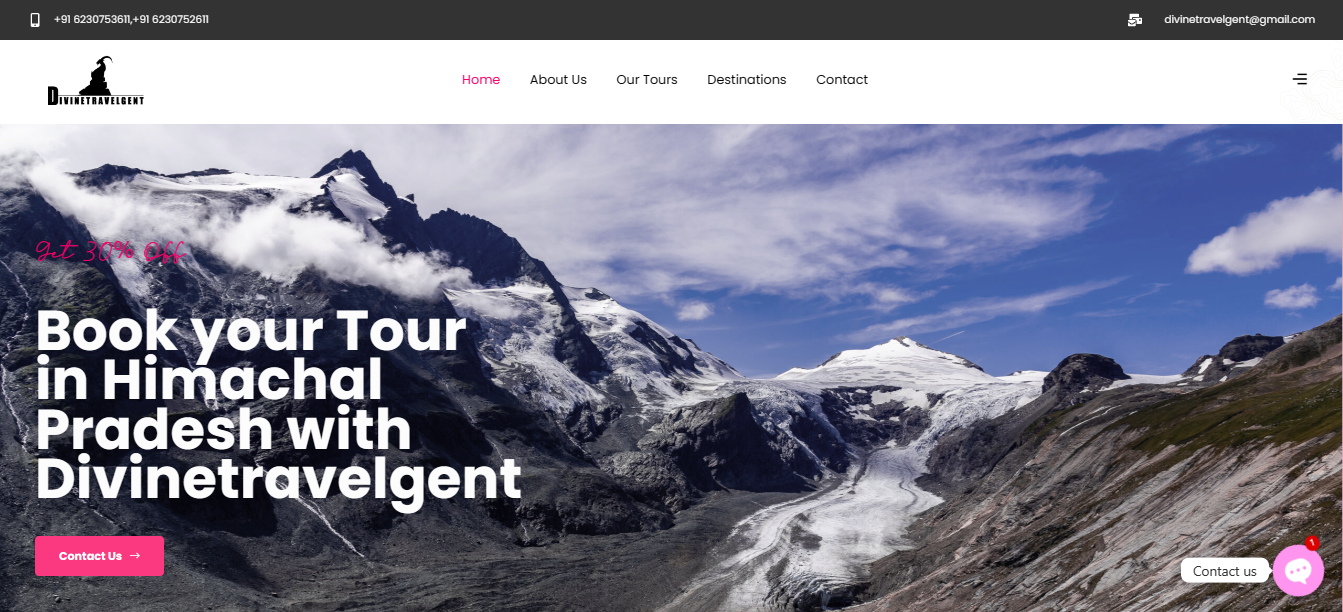 +91 6230753611,+91 6230752611
divinetravelgent@gmail.com
DIVINETRAVELGENT
Home
About Us
Our Tours
Destinations
Contact
Get 30% Off
Book your Tour
in Himachal
Pradesh with
Divinetravelgent
Contact Us →
1
Contact us